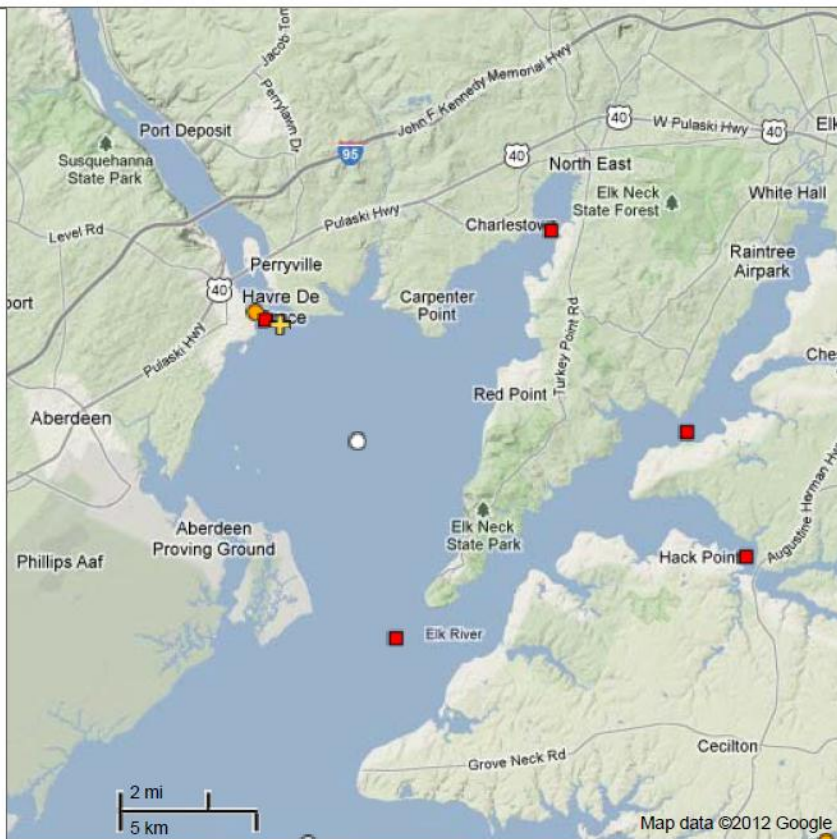 Jacob To
John F Kennedy Memorial Hwy
Perrylawn Dr
Port Deposit
40
W Pulaski Hwy
40
Elk
95
40
North East
Susquehanna
State Park
Elk Neck
State Forest
White Hall
Pulaski Hwy
Charlestown
Level Rd
Raintree
Airpark
Perryville
40
Havre De
ce
Carpenter
Point
port
Pulaski Hwy
Turkey Point Rd
Che
Red Point
Aberdeen
Augustine Herman Hwy
Aberdeen
Proving Ground
Elk Neck
State Park
Phillips Aaf
Hack Point
Elk River
Cecilton
Grove Neck Rd
2 mi
5 km
Map data ©2012 Google